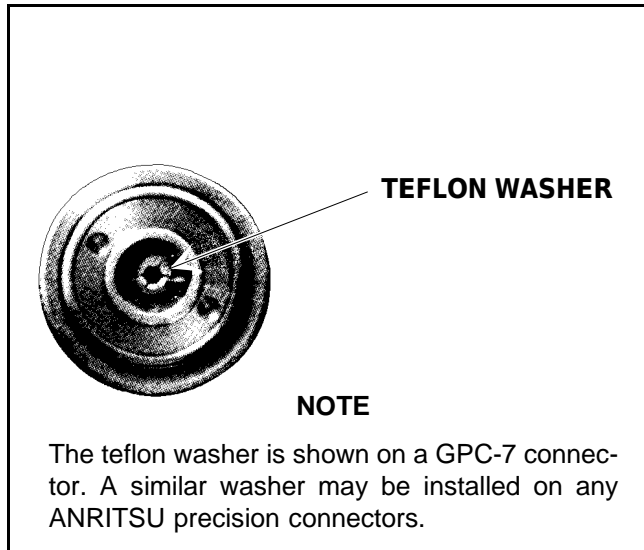 TEFLON WASHER
NOTE
The teflon washer is shown on a GPC-7 connec-
tor. A similar washer may be installed on any
ANRITSU precision connectors.